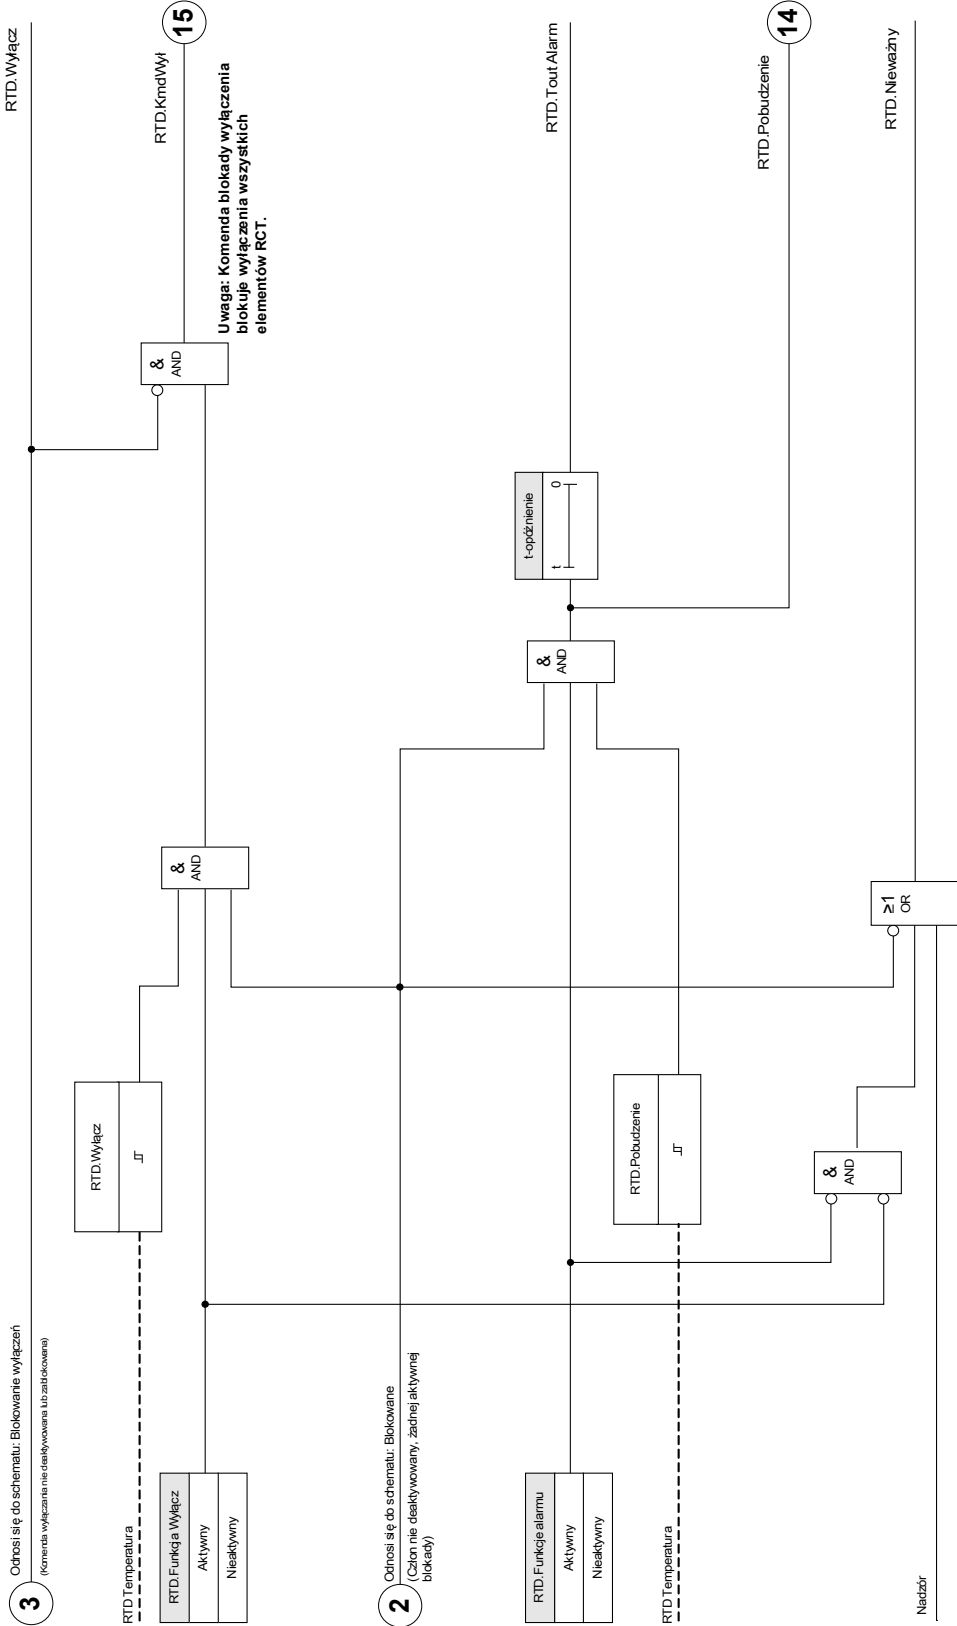 3
Odnosi się do schematu: Blokowanie wyłączeń
(Komenda wyłączania nie deaktywowana lub zablokowana)
RTD.Wyłącz
RTD Temperatura
RTD.Wyłącz
RTD.Funkcja Wyłącz
Aktywny
Nieaktywny
&
AND
&
AND
RTD.KmdWył
15
Uwaga: Komenda blokady wyłączenia
blokuje wyłączenia wszystkich
elementów RCT.
2
Odnosi się do schematu: Blokowane
(Człon nie deaktywowany, żadnej aktywnej
blokady)
RTD.Funkcje alarmu
Aktywny
Nieaktywny
&
AND
t-opóźnienie
t
0
RTD.Tout Alarm
RTD Temperatura
RTD.Pobudzenie
RTD.Pobudzenie
14
&
AND
≥1
OR
RTD.Nieważny
Nadzór